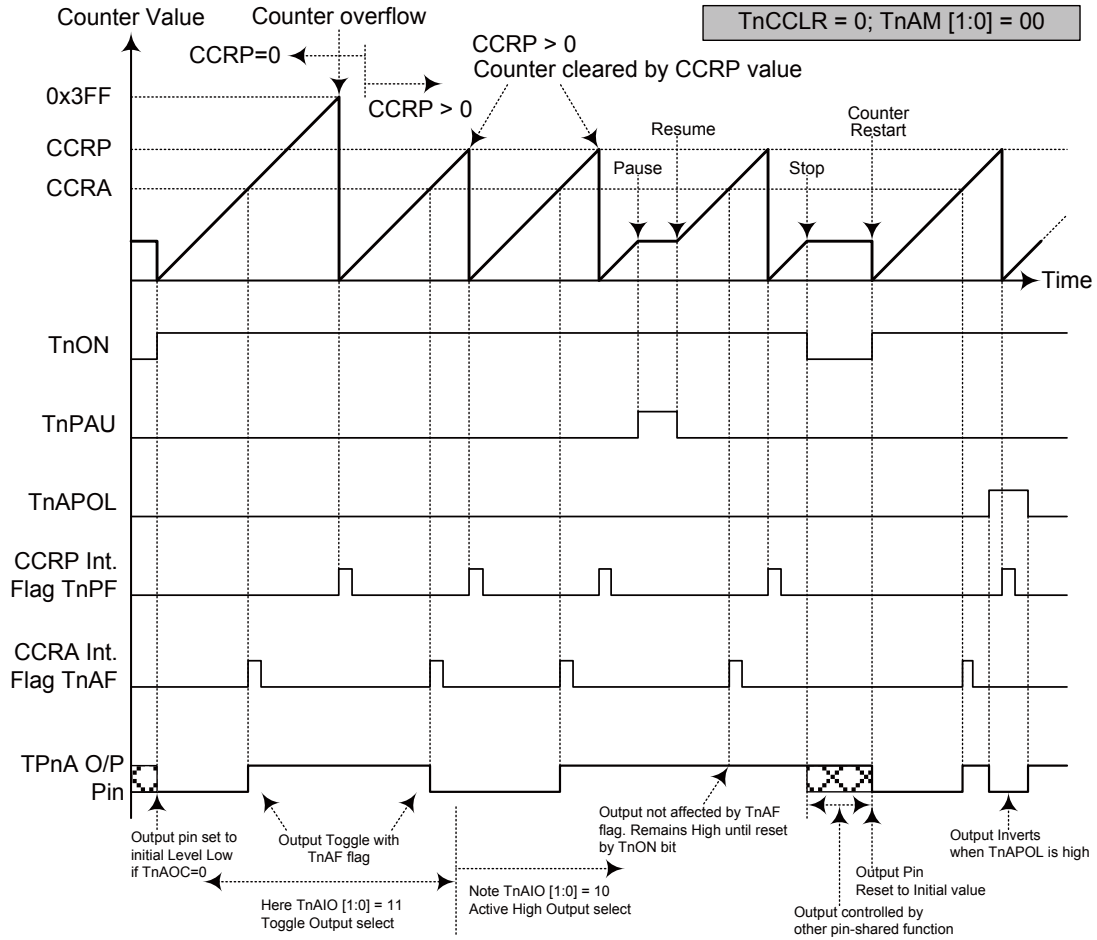 Counter Value
Counter overflow
TnCCLR = 0; TnAM [1:0] = 00
CCRP=0
CCRP > 0
CCRP > 0
Counter cleared by CCRP value
0x3FF
CCRP
CCRA
Pause
Resume
Stop
Counter
Restart
Time
TnON
TnPAU
TnAPOL
CCRP Int.
Flag TnPF
CCRA Int.
Flag TnAF
TPnA O/P
Pin
Output pin set to
initial Level Low
if TnAOC=0
Output Toggle with
TnAF flag
Here TnAIO [1:0] = 11
Toggle Output select
Note TnAIO [1:0] = 10
Active High Output select
Output not affected by TnAF
flag. Remains High until reset
by TnON bit
Output controlled by
other pin-shared function
Output Pin
Reset to Initial value
Output Inverts
when TnAPOL is high